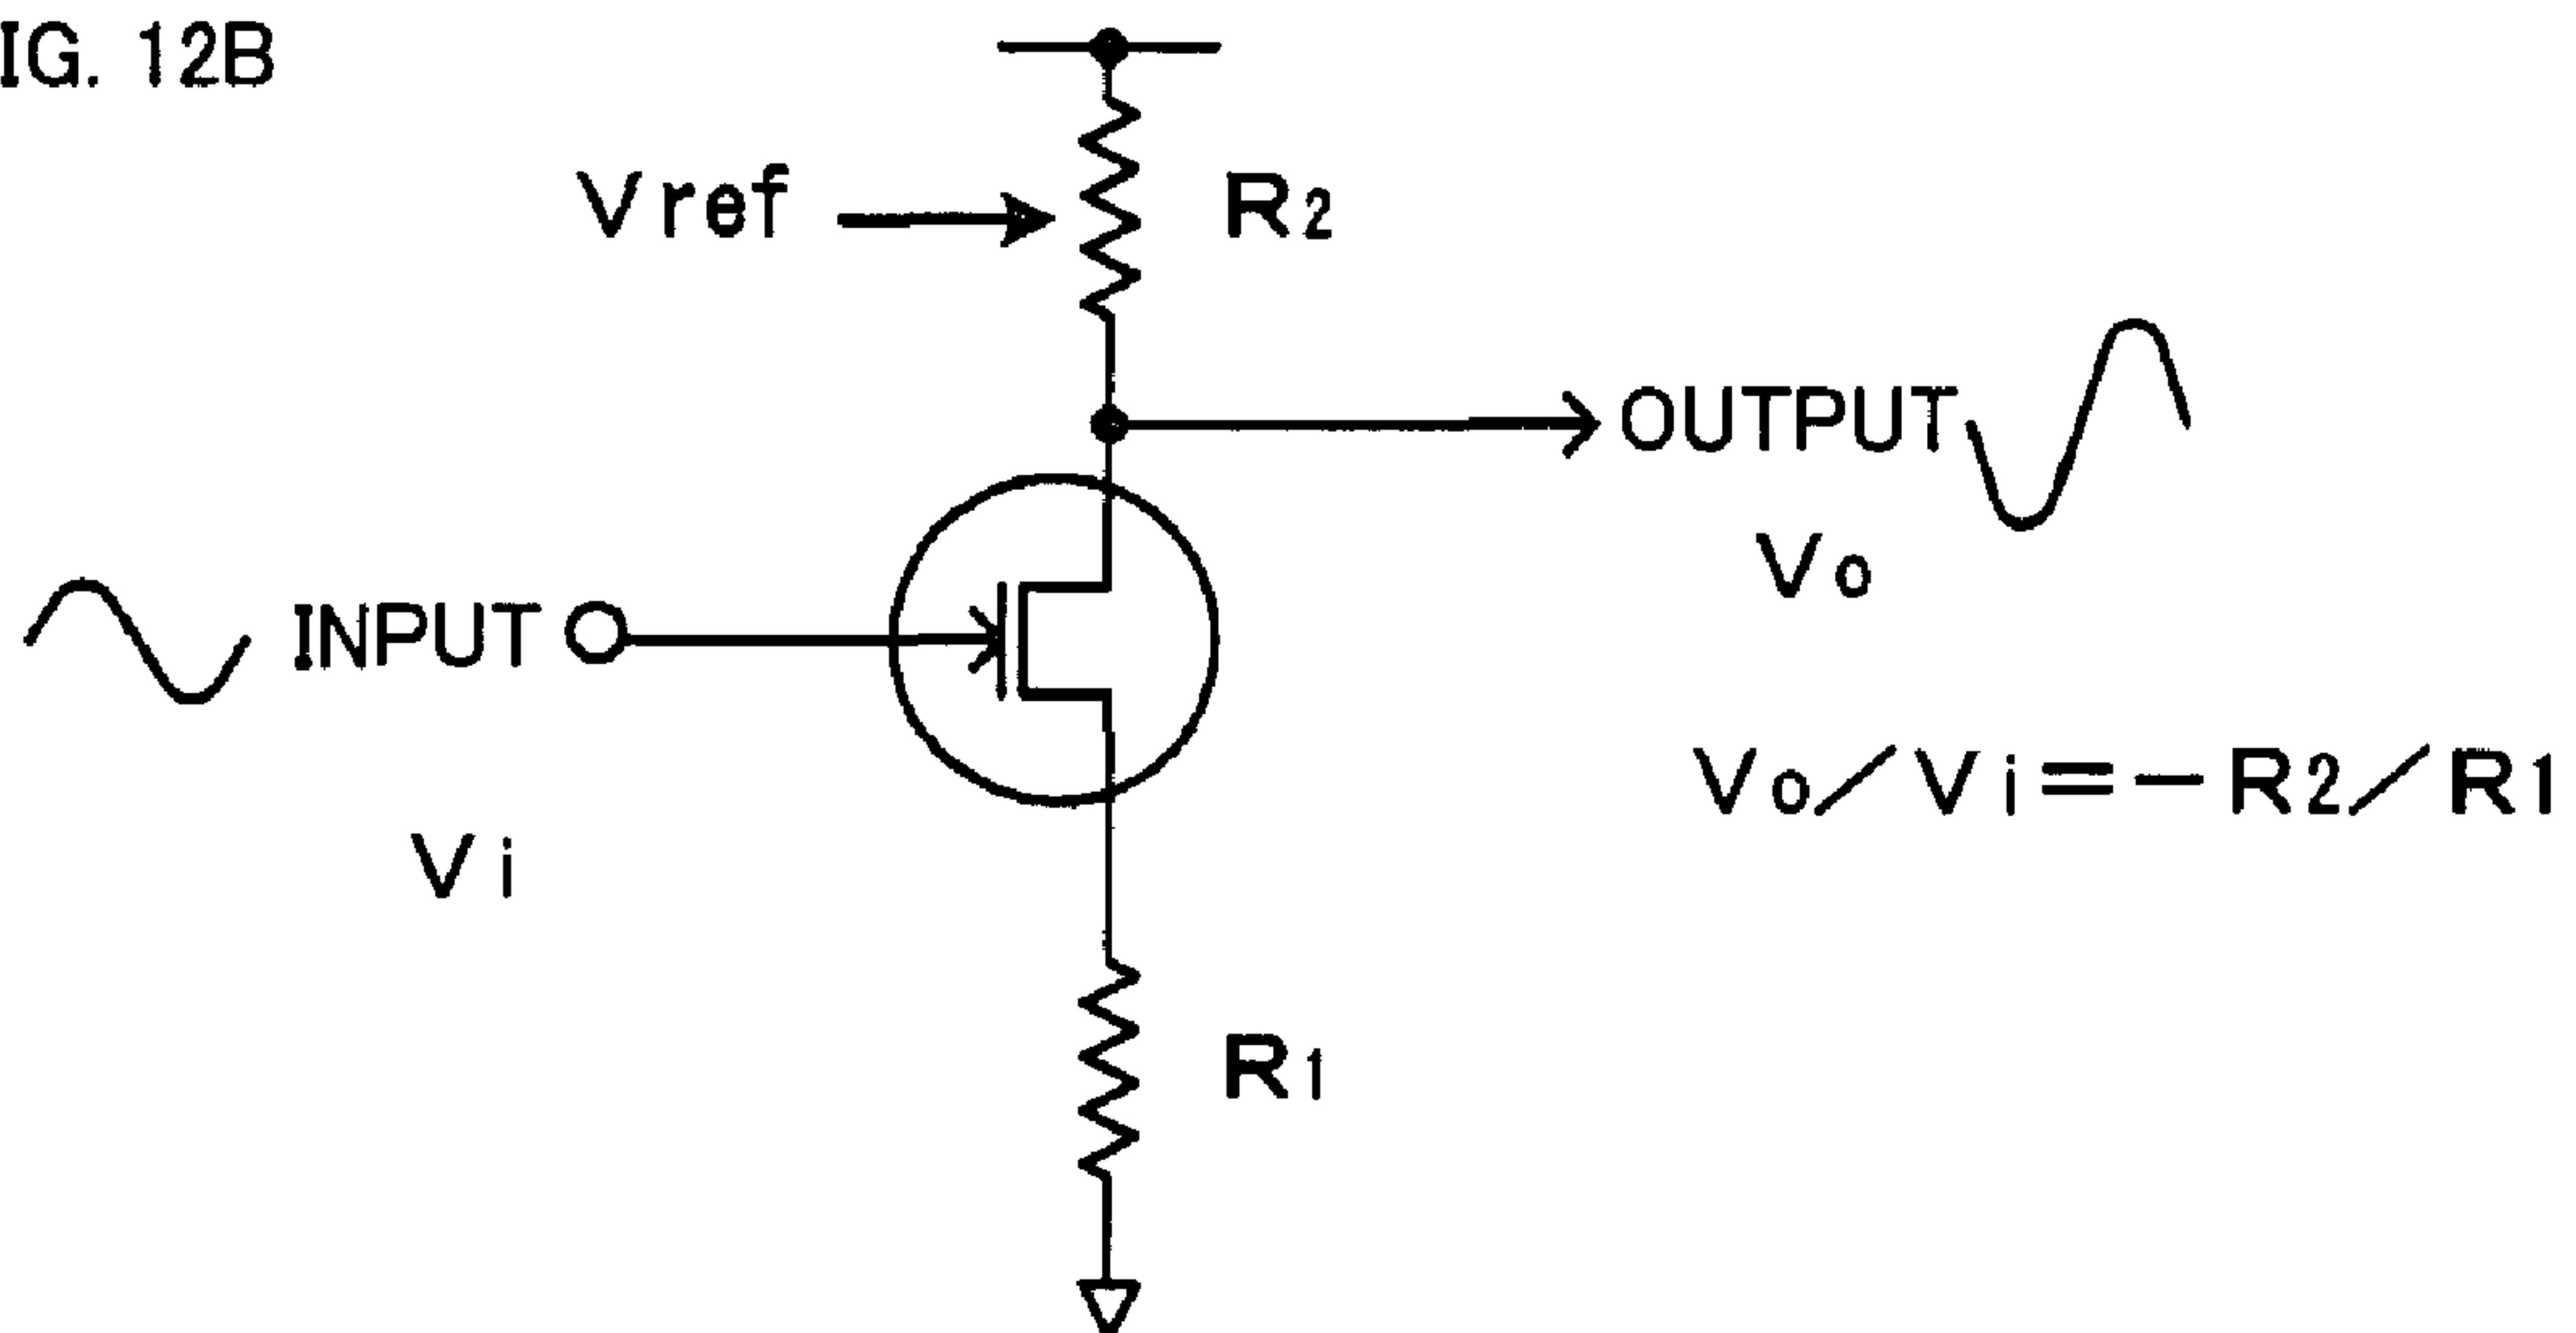 IG. 12B
Vref
R2
OUTPUT
Vo
INPUT
Vi
Vo/Vi=-R2/R1
R1